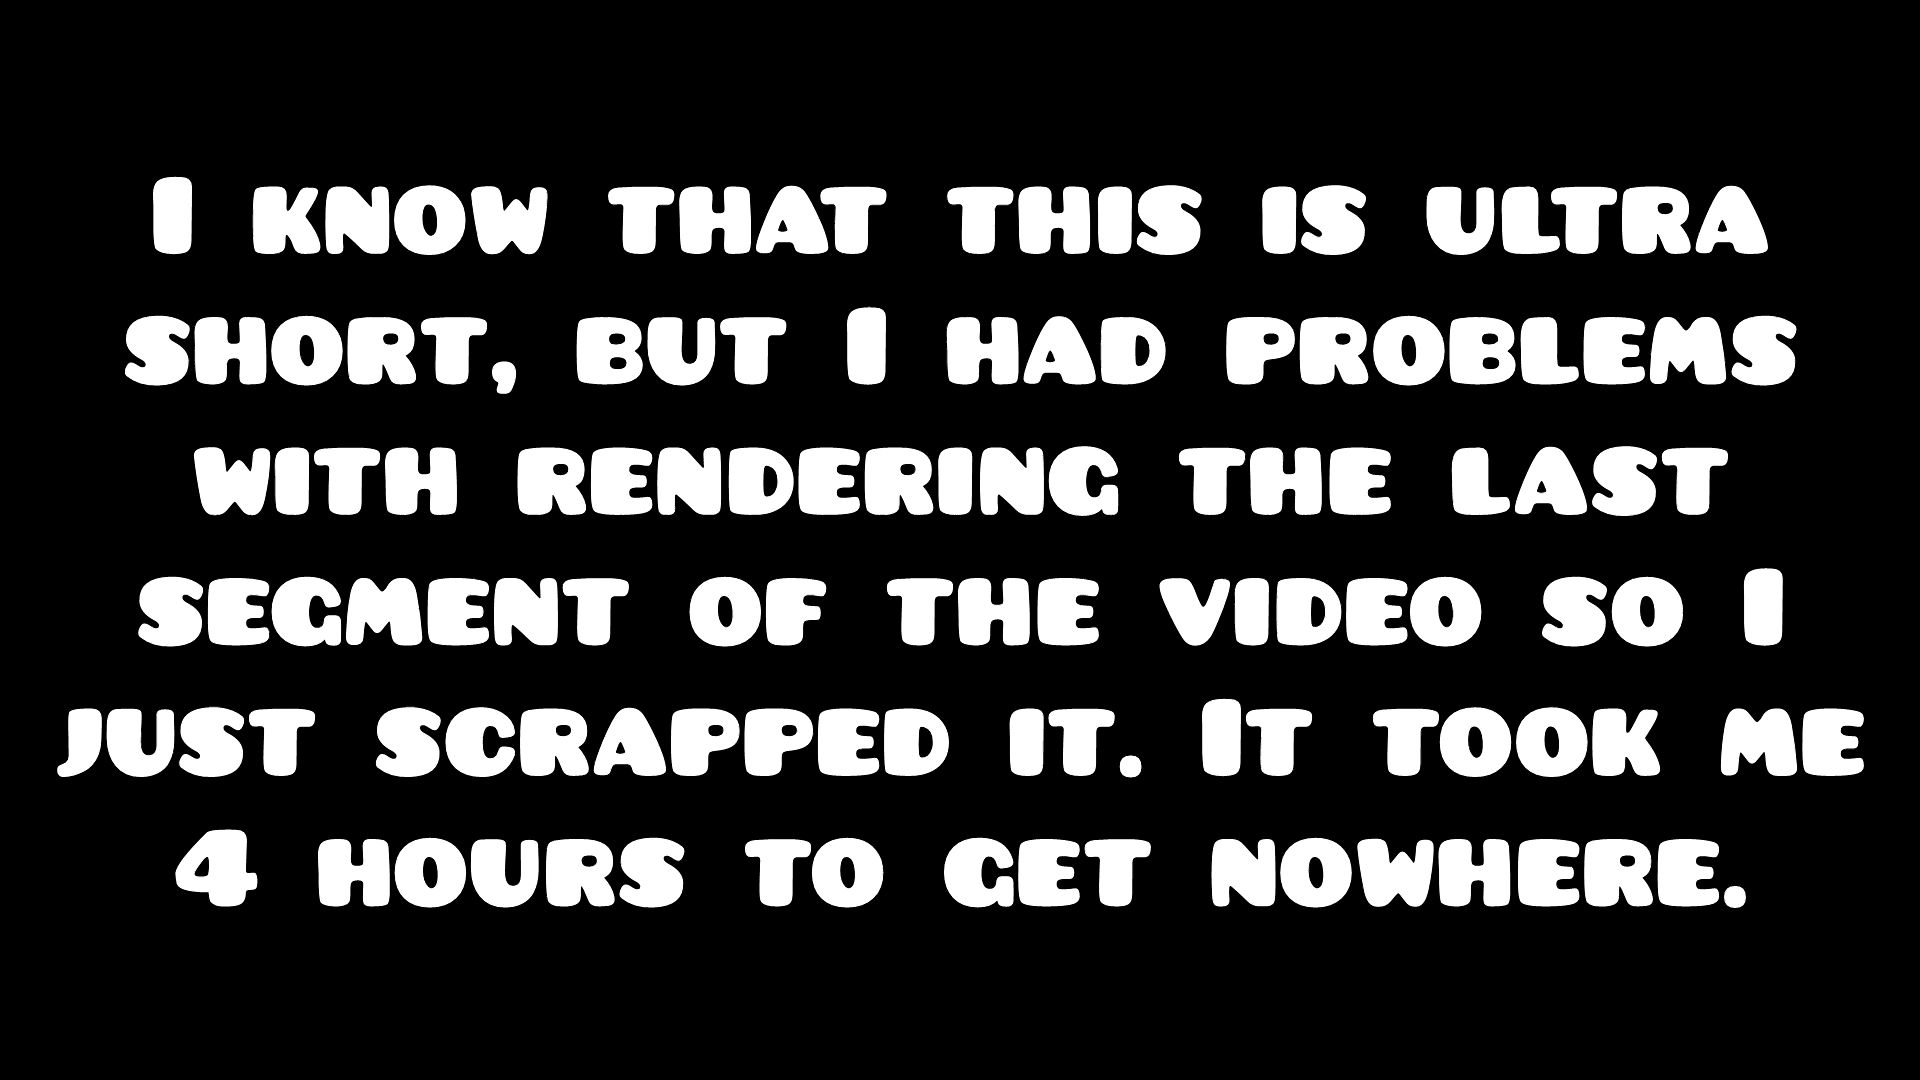 I know that this is ultra
short, but I had problems
with rendering the last
segment of the video so I
just scrapped it. It took me
4 hours to get nowhere.